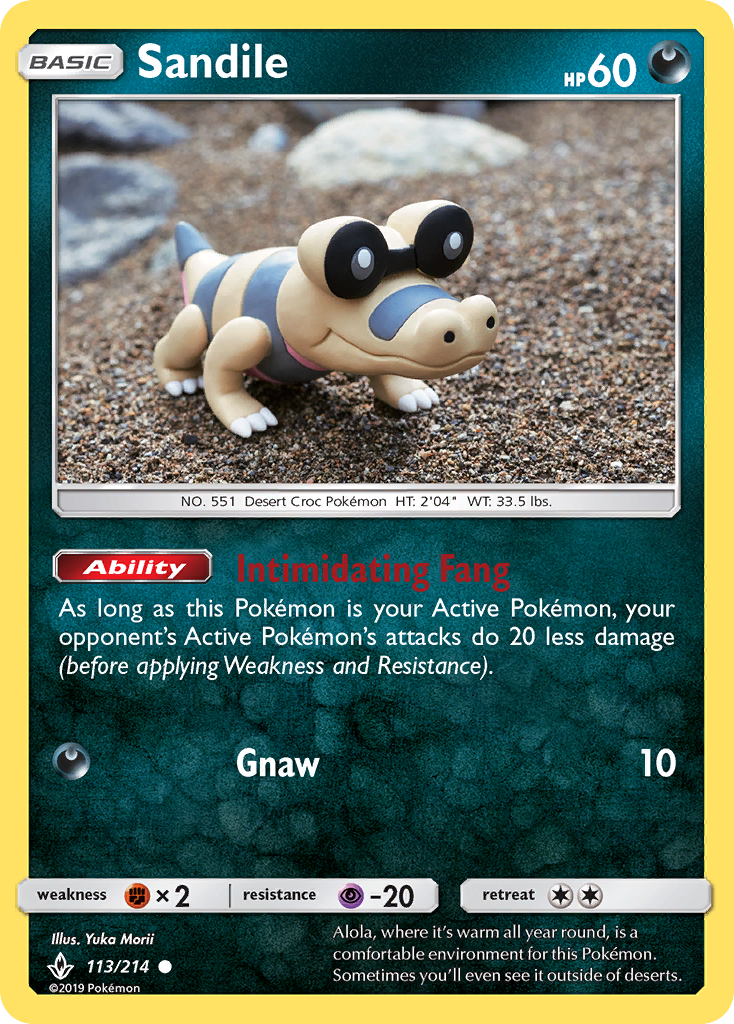 BASIC Sandile HP60
NO. 551 Desert Croc Pokémon HT: 2'04" WT: 33.5 lbs.
Ability Intimidating Fang
As long as this Pokémon is your Active Pokémon, your
opponent's Active Pokémon's attacks do 20 less damage
(before applying Weakness and Resistance).
Gnaw 10
weakness ×2 resistance -20 retreat
Illus. Yuka Morii
113/214
©2019 Pokémon
Alola, where it's warm all year round, is a
comfortable environment for this Pokémon.
Sometimes you'll even see it outside of deserts.